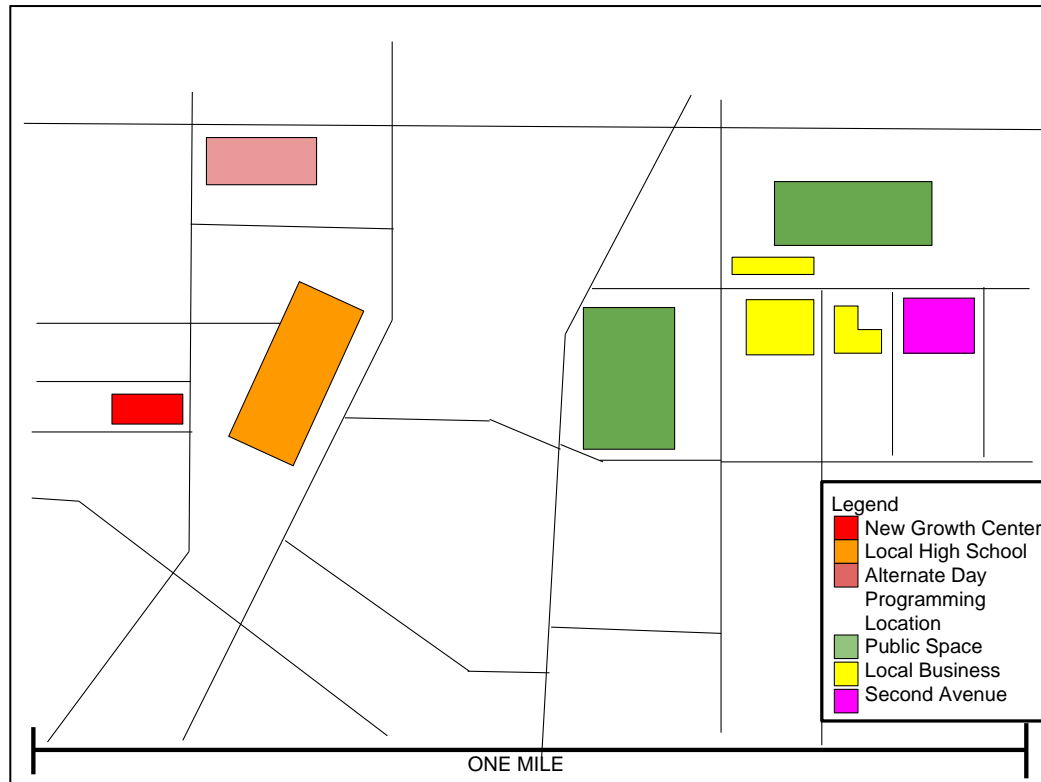 Legend
New Growth Center
Local High School
Alternate Day
Programming
Location
Public Space
Local Business
Second Avenue
ONE MILE